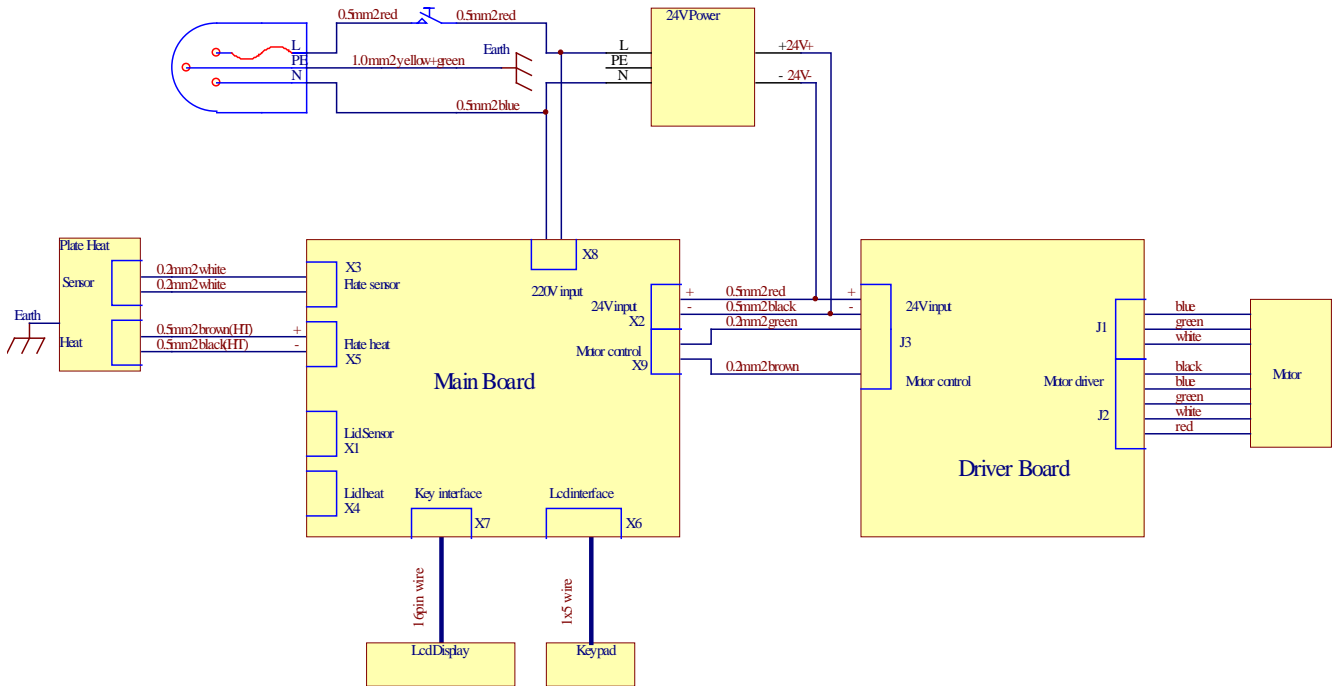 0.5mm2red
0.5mm2red
24VPower
L
PE
N
1.0mm2yellow+green
Earth
0.5mm2blue
L
PE
N
+24V+
- 24V-
Plate Heat
Sensor
Heat
Earth
0.2mm2white
0.2mm2white
0.5mm2brown(HT)
0.5mm2blacl(HT)
+
-
X3
Flate sensor
Flate heat
X5
LidSensor
X1
Lidheat
X4
X8
220Vinput
24Vinput
X2
Motor control
X9
Main Board
Key interface
X7
Lcdinterface
X6
+
-
0.5mm2red
0.5mm2black
0.2mm2green
0.2mm2brown
+
-
24Vinput
J3
Motor control
J1
Motor driver
J2
Driver Board
blue
green
white
black
blue
green
white
red
Motor
16pin wire
1x5 wire
LcdDisplay
Keypad